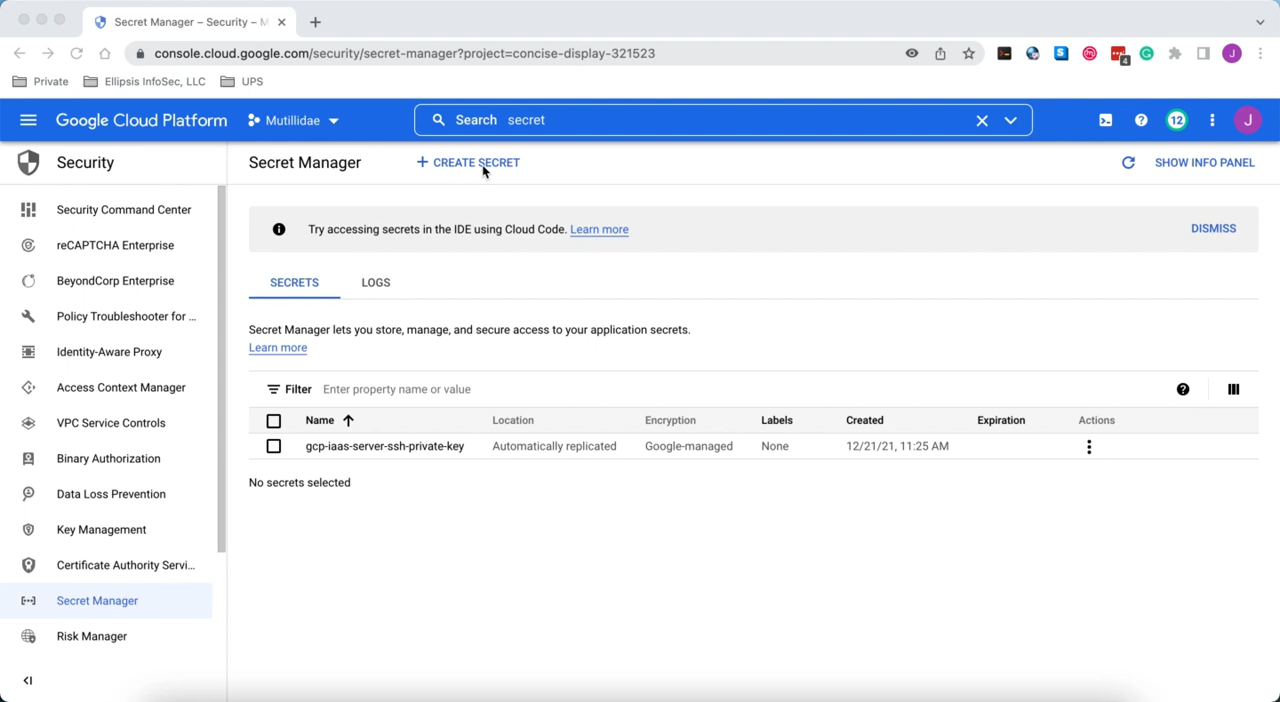 Secret Manager – Security – M
console.cloud.google.com/security/secret-manager?project=concise-display-321523
4
J
Private
Ellipsis InfoSec, LLC
UPS
Google Cloud Platform
Mutillidae
Search secret
12
J
Security
Secret Manager
CREATE SECRET
SHOW INFO PANEL
Security Command Center
reCAPTCHA Enterprise
BeyondCorp Enterprise
Policy Troubleshooter for ...
Identity-Aware Proxy
Access Context Manager
VPC Service Controls
Binary Authorization
Data Loss Prevention
Key Management
Certificate Authority Servi...
Secret Manager
Risk Manager
Try accessing secrets in the IDE using Cloud Code. Learn more
DISMISS
SECRETS
LOGS
Secret Manager lets you store, manage, and secure access to your application secrets.
Learn more
Filter Enter property name or value
Name Location Encryption Labels Created Expiration Actions
gcp-iaas-server-ssh-private-key Automatically replicated Google-managed None 12/21/21, 11:25 AM
No secrets selected